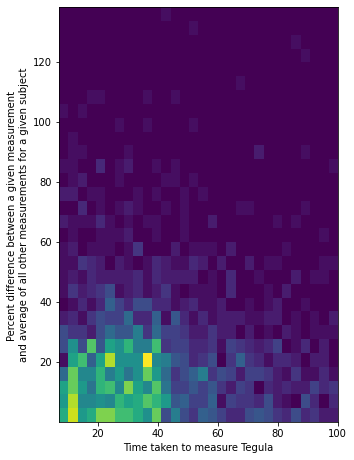 Percent difference between a given measurement
and average of all other measurements for a given subject
120
100
80
60
40
20
20 40 60 80 100
Time taken to measure Tegula